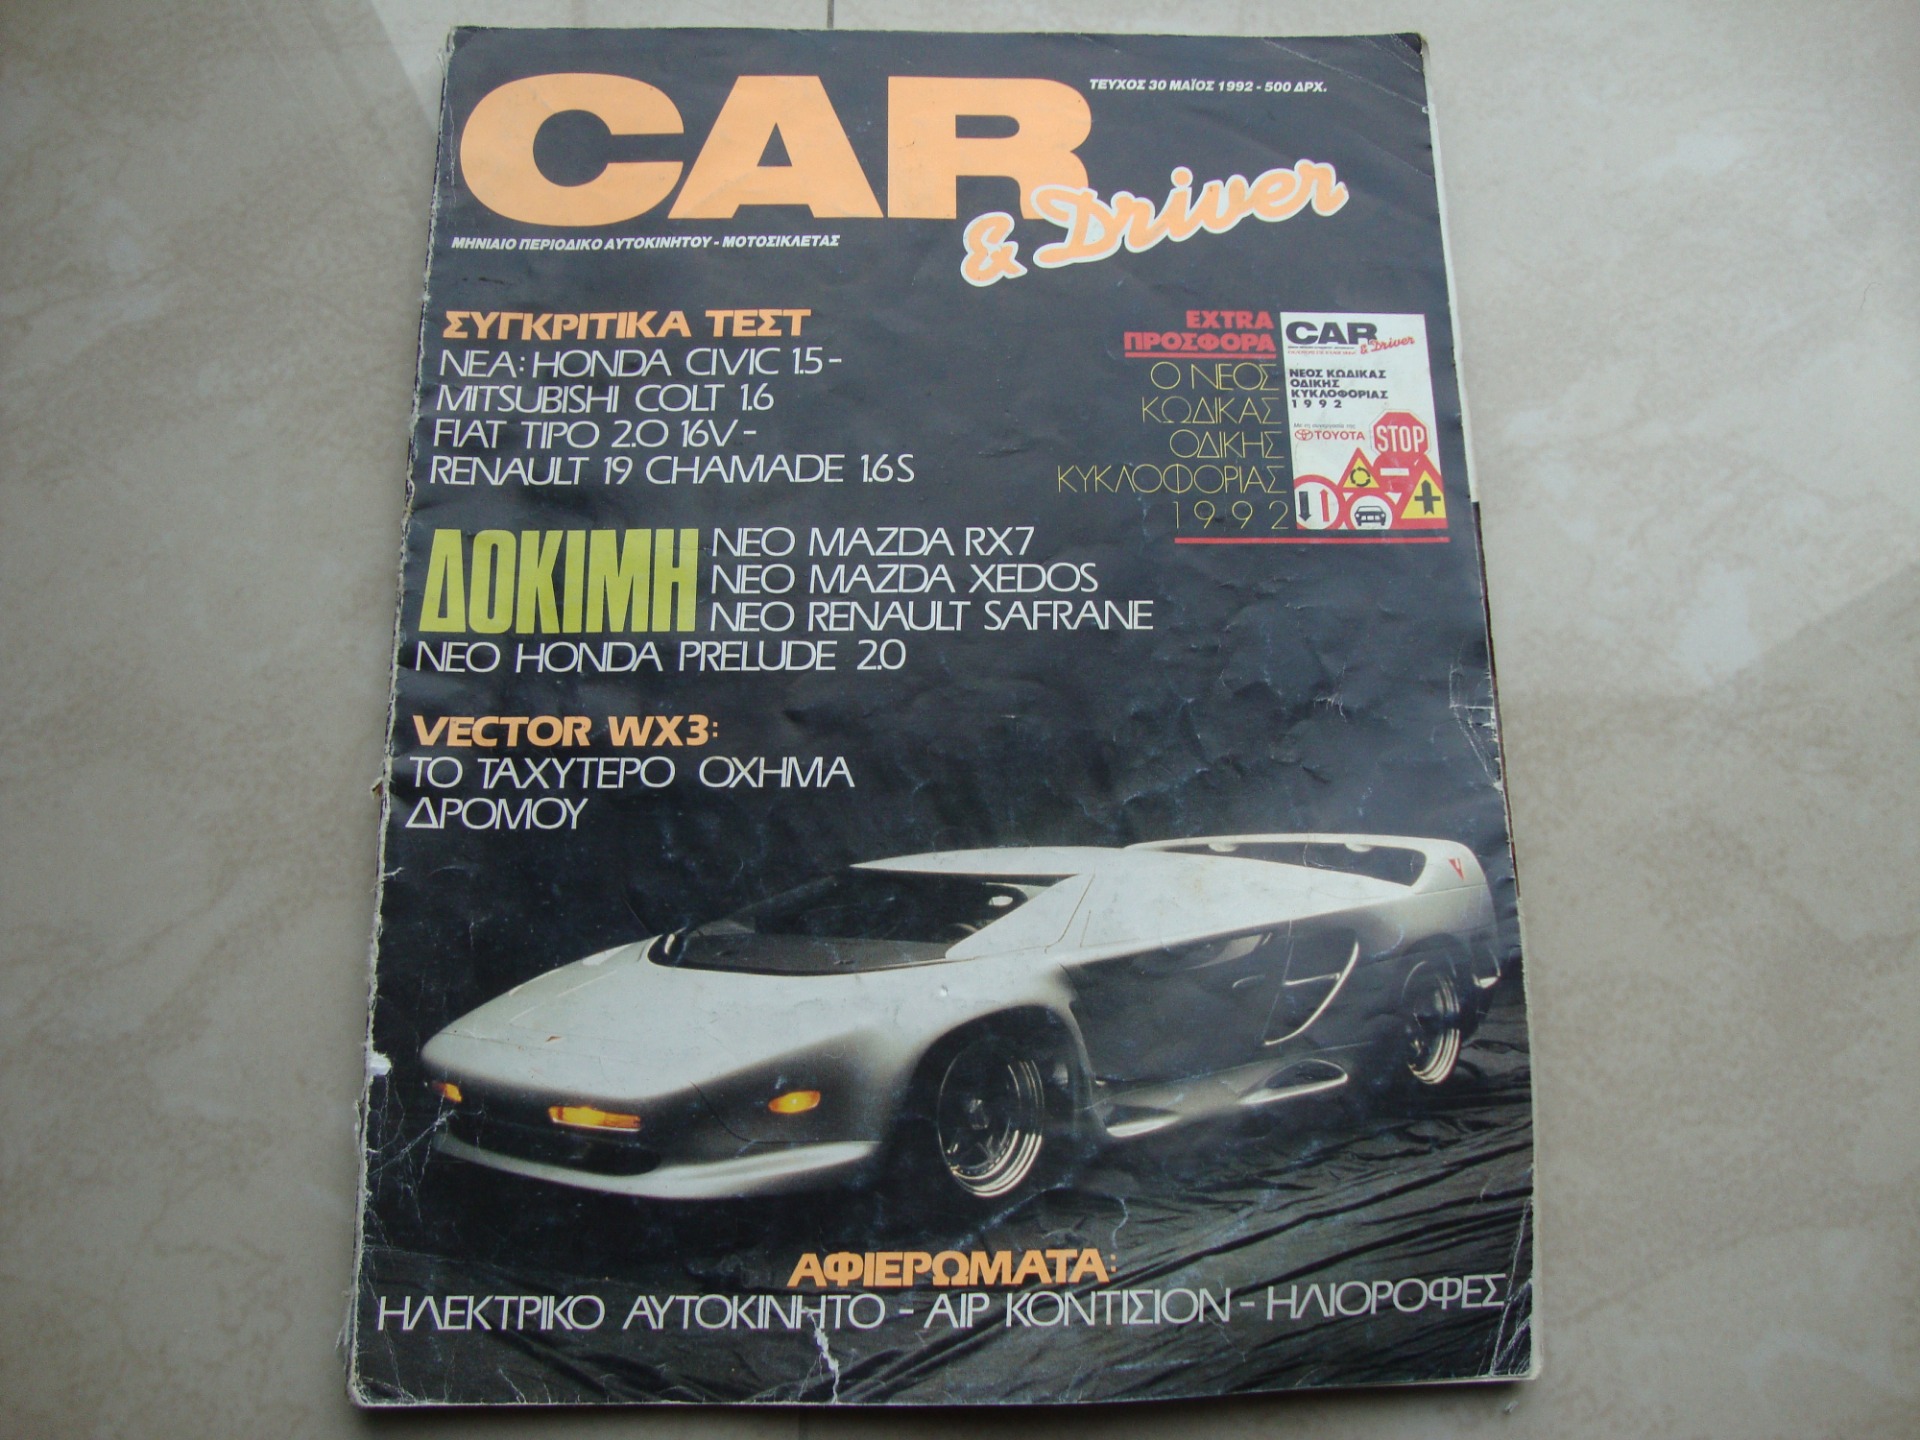 CAR
& Driver
ΤΕΥΧΟΣ 30 ΜΑΪΟΣ 1992 - 500 ΔΡΧ.
ΜΗΝΙΑΙΟ ΠΕΡΙΟΔΙΚΟ ΑΥΤΟΚΙΝΗΤΟΥ - ΜΟΤΟΣΙΚΛΕΤΑΣ
ΣΥΓΚΡΙΤΙΚΑ ΤΕΣΤ
ΝΕΑ: HONDA CIVIC 1.5 -
MITSUBISHI COLT 1.6
FIAT TIPO 2.0 16V -
RENAULT 19 CHAMADE 1.6 S
EXTRA
ΠΡΟΣΦΟΡΑ
Ο ΝΕΟΣ
ΚΩΔΙΚΑΣ
ΟΔΙΚΗΣ
ΚΥΚΛΟΦΟΡΙΑΣ
1992
CAR
& Driver
ΝΕΟΣ ΚΩΔΙΚΑΣ
ΟΔΙΚΗΣ
ΚΥΚΛΟΦΟΡΙΑΣ
1992
TOYOTA
STOP
ΔΟΚΙΜΗ
ΝΕΟ MAZDA RX7
ΝΕΟ MAZDA XEDOS
ΝΕΟ RENAULT SAFRANE
ΝΕΟ HONDA PRELUDE 2.0
VECTOR WX3:
ΤΟ ΤΑΧΥΤΕΡΟ ΟΧΗΜΑ
ΔΡΟΜΟΥ
ΑΦΙΕΡΩΜΑΤΑ:
ΗΛΕΚΤΡΙΚΟ ΑΥΤΟΚΙΝΗΤΟ - ΑΙΡ ΚΟΝΤΙΣΙΟΝ - ΗΛΙΟΡΟΦΕΣ